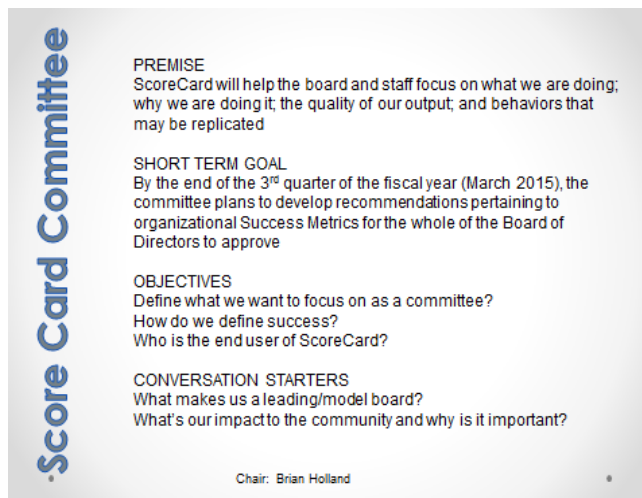 Score Card Committee
PREMISE
ScoreCard will help the board and staff focus on what we are doing;
why we are doing it; the quality of our output; and behaviors that
may be replicated
SHORT TERM GOAL
By the end of the 3rd quarter of the fiscal year (March 2015), the
committee plans to develop recommendations pertaining to
organizational Success Metrics for the whole of the Board of
Directors to approve
OBJECTIVES
Define what we want to focus on as a committee?
How do we define success?
Who is the end user of ScoreCard?
CONVERSATION STARTERS
What makes us a leading/model board?
What's our impact to the community and why is it important?
Chair: Brian Holland